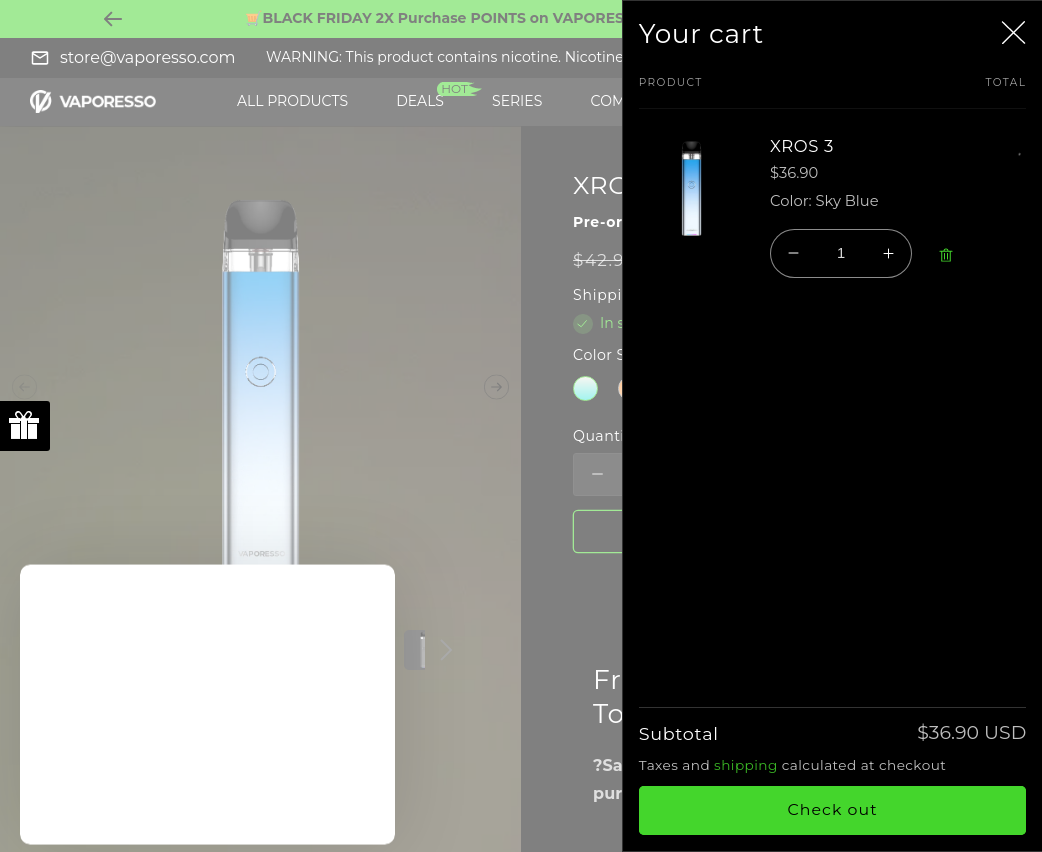 BLACK FRIDAY 2X Purchase POINTS on VAPORES
store@vaporesso.com
WARNING: This product contains nicotine. Nicotine
VAPORESSO
ALL PRODUCTS
DEALS
HOT
SERIES
COM
XRO
Pre-or
$42.9
Shippi
In s
Color S
Quanti
VAPORESSO
Fr
To
?Sa
pur
Your cart
PRODUCT
TOTAL
XROS 3
$36.90
Color: Sky Blue
1
Subtotal
$36.90 USD
Taxes and shipping calculated at checkout
Check out